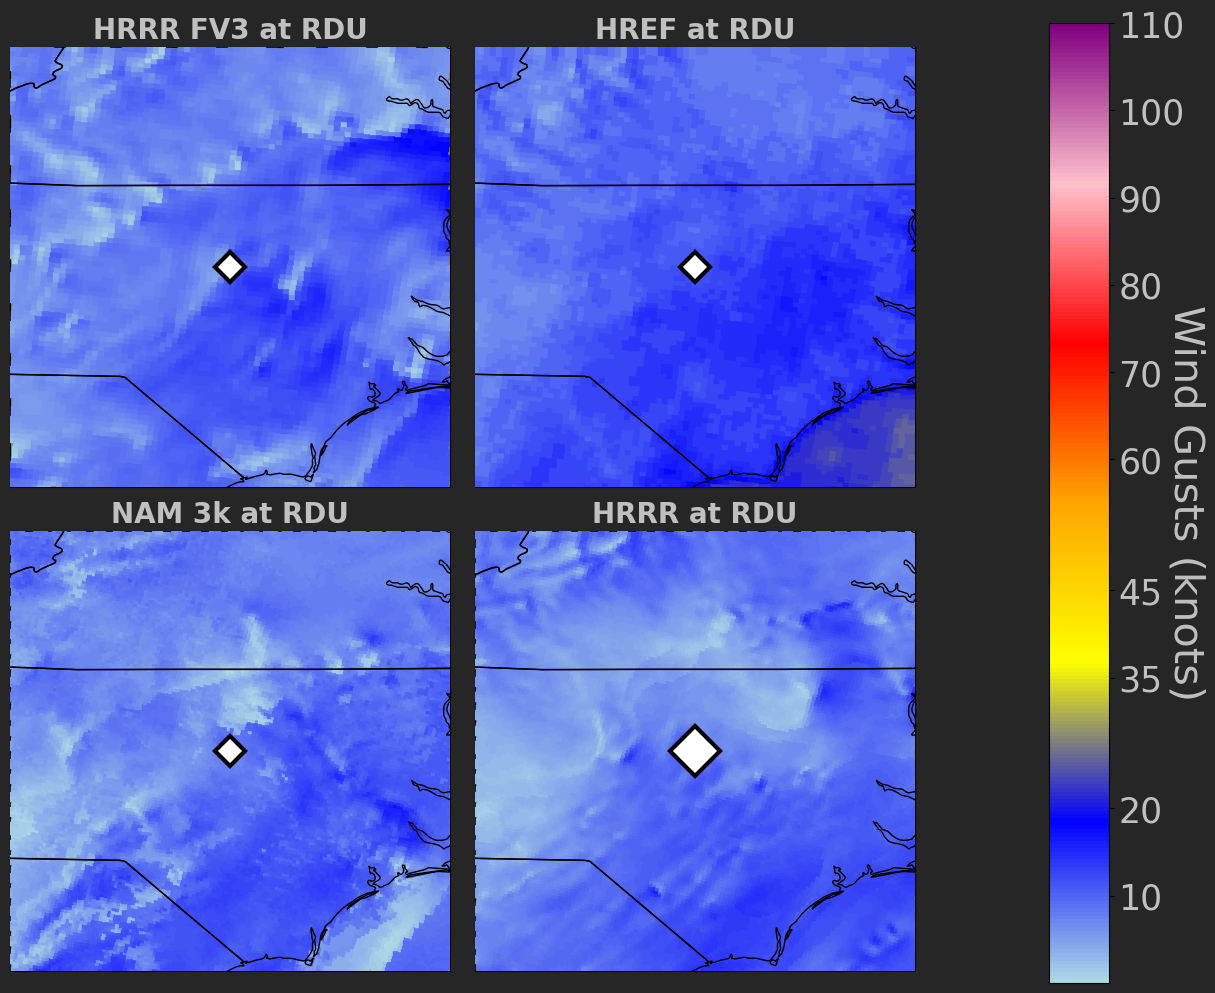 HRRR FV3 at RDU
HREF at RDU
NAM 3k at RDU
HRRR at RDU
110
100
90
80
70
60
45
35
20
10
Wind Gusts (knots)